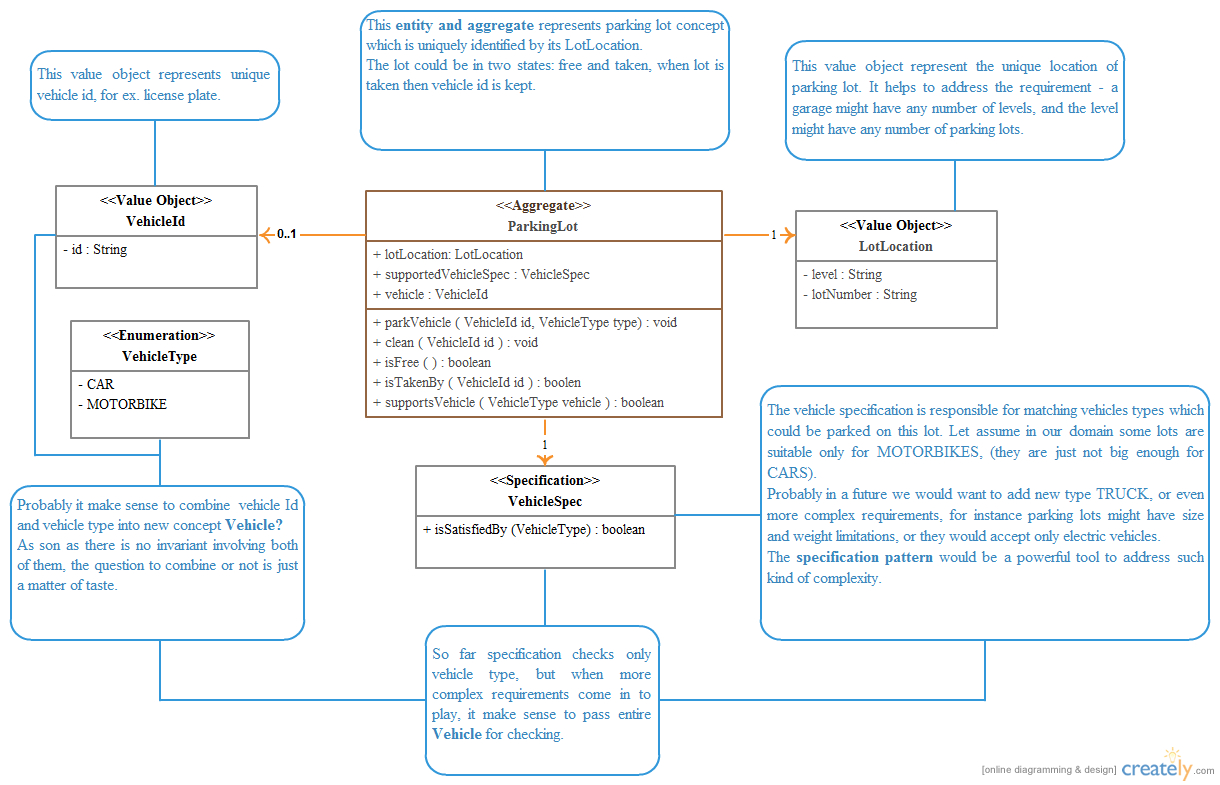 This entity and aggregate represents parking lot concept
which is uniquely identified by its LotLocation.
The lot could be in two states: free and taken, when lot is
taken then vehicle id is kept.
This value object represents unique
vehicle id, for ex. license plate.
This value object represent the unique location of
parking lot. It helps to address the requirement - a
garage might have any number of levels, and the level
might have any number of parking lots.
<<Value Object>>
VehicleId
- id : String
0..1
<<Aggregate>>
ParkingLot
+ lotLocation: LotLocation
+ supportedVehicleSpec : VehicleSpec
+ vehicle : VehicleId
+ parkVehicle ( VehicleId id, VehicleType type) : void
+ clean ( VehicleId id ) : void
+ isFree ( ) : boolean
+ isTakenBy ( VehicleId id ) : boolen
+ supportsVehicle ( VehicleType vehicle ) : boolean
1
<<Value Object>>
LotLocation
- level : String
- lotNumber : String
<<Enumeration>>
VehicleType
- CAR
- MOTORBIKE
1
<<Specification>>
VehicleSpec
+ isSatisfiedBy (VehicleType) : boolean
The vehicle specification is responsible for matching vehicles types which
could be parked on this lot. Let assume in our domain some lots are
suitable only for MOTORBIKES, (they are just not big enough for
CARS).
Probably in a future we would want to add new type TRUCK, or even
more complex requirements, for instance parking lots might have size
and weight limitations, or they would accept only electric vehicles.
The specification pattern would be a powerful tool to address such
kind of complexity.
Probably it make sense to combine vehicle Id
and vehicle type into new concept Vehicle?
As son as there is no invariant involving both
of them, the question to combine or not is just
a matter of taste.
So far specification checks only
vehicle type, but when more
complex requirements come in to
play, it make sense to pass entire
Vehicle for checking.
[online diagramming & design] creately.com